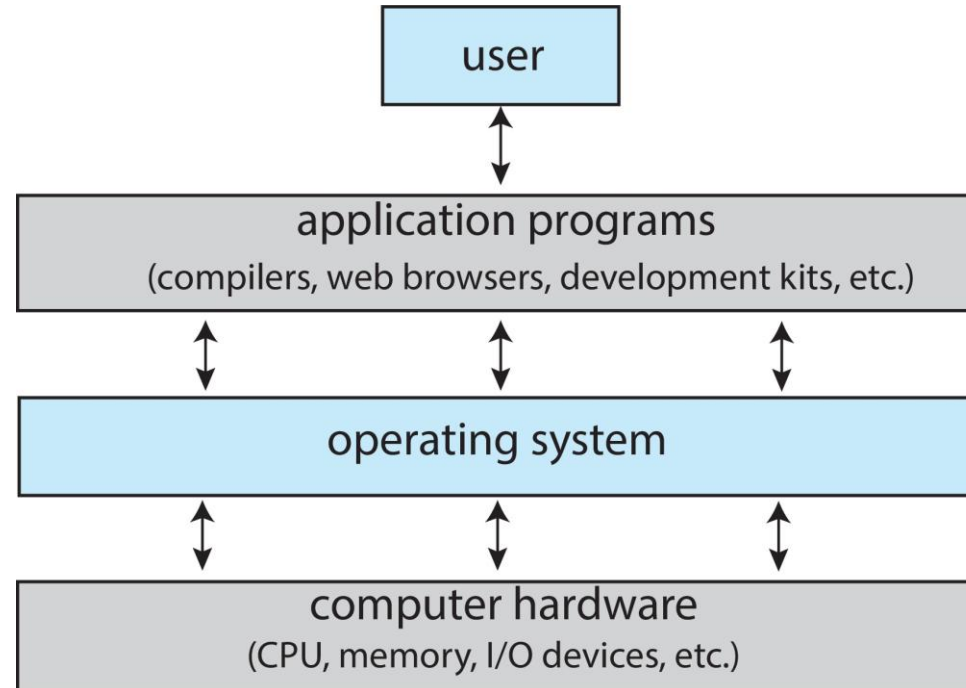 user
application programs
(compilers, web browsers, development kits, etc.)
operating system
computer hardware
(CPU, memory, I/O devices, etc.)